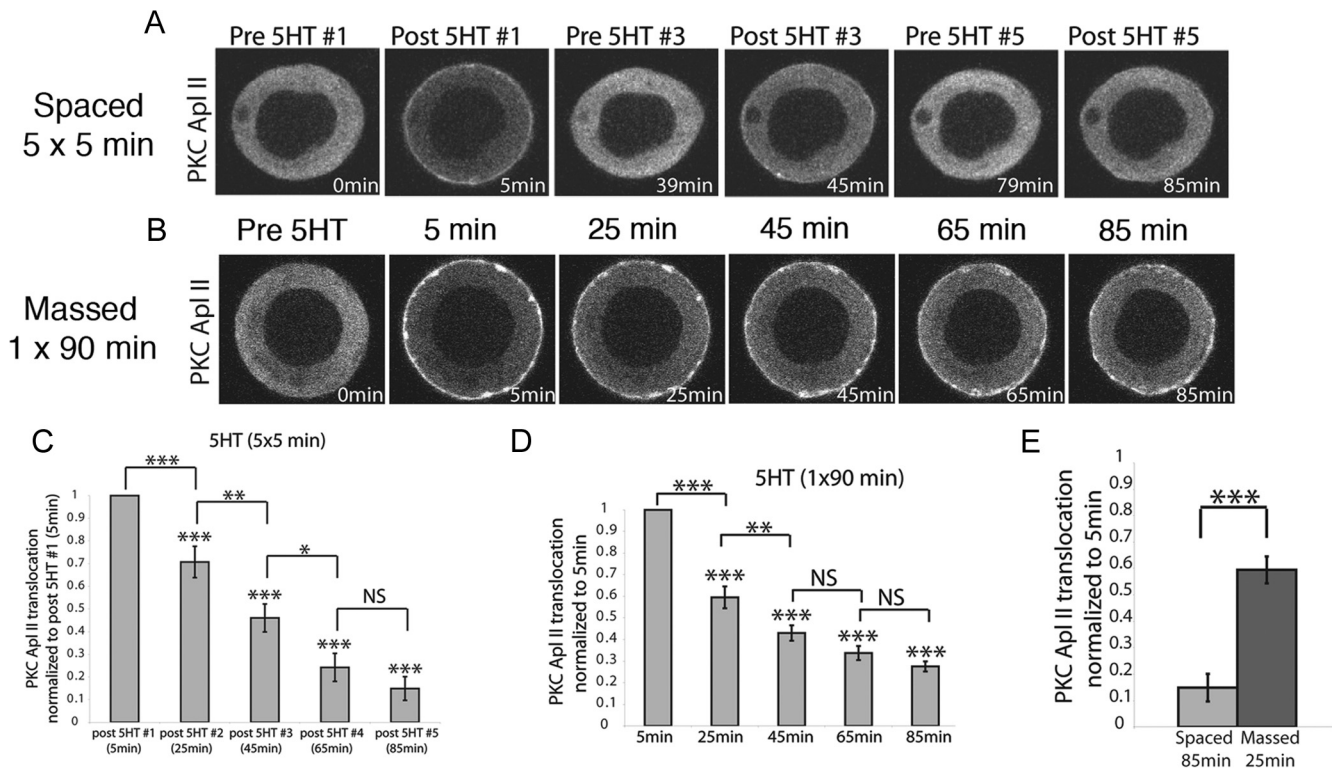 A
Pre 5HT #1 Post 5HT #1 Pre 5HT #3 Post 5HT #3 Pre 5HT #5 Post 5HT #5
Spaced
5 x 5 min
PKC Apl II
0min 5min 39min 45min 79min 85min
B
Pre 5HT 5 min 25 min 45 min 65 min 85 min
Massed
1 x 90 min
PKC Apl II
0min 5min 25min 45min 65min 85min
C
5HT (5x5 min)
PKC Apl II translocation
normalized to post 5HT #1 (5min)
1
0.9
0.8
0.7
0.6
0.5
0.4
0.3
0.2
0.1
0
*** ** * NS
*** *** *** ***
post 5HT #1 post 5HT #2 post 5HT #3 post 5HT #4 post 5HT #5
(5min) (25min) (45min) (65min) (85min)
D
5HT (1x90 min)
PKC Apl II translocation
normalized to 5min
1
0.9
0.8
0.7
0.6
0.5
0.4
0.3
0.2
0.1
0
*** ** NS NS
*** *** *** ***
5min 25min 45min 65min 85min
E
PKC Apl II translocation
normalized to 5min
1
0.9
0.8
0.7
0.6
0.5
0.4
0.3
0.2
0.1
0
***
Spaced Massed
85min 25min